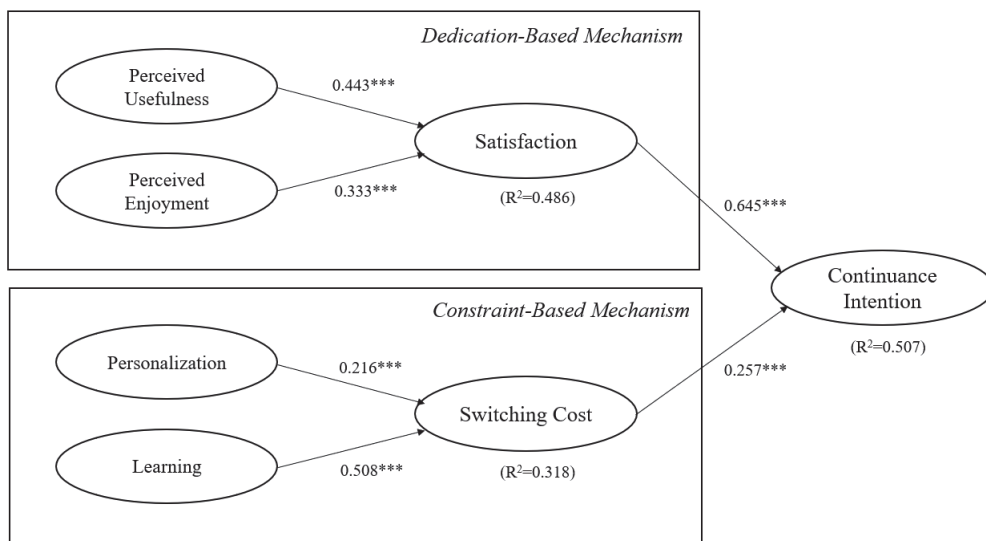 Dedication-Based Mechanism
Perceived
Usefulness
0.443***
Satisfaction
Perceived
Enjoyment
0.333***
(R²=0.486)
0.645***
Continuance
Intention
(R²=0.507)
Constraint-Based Mechanism
Personalization
0.216***
0.257***
Switching Cost
Learning
0.508***
(R²=0.318)